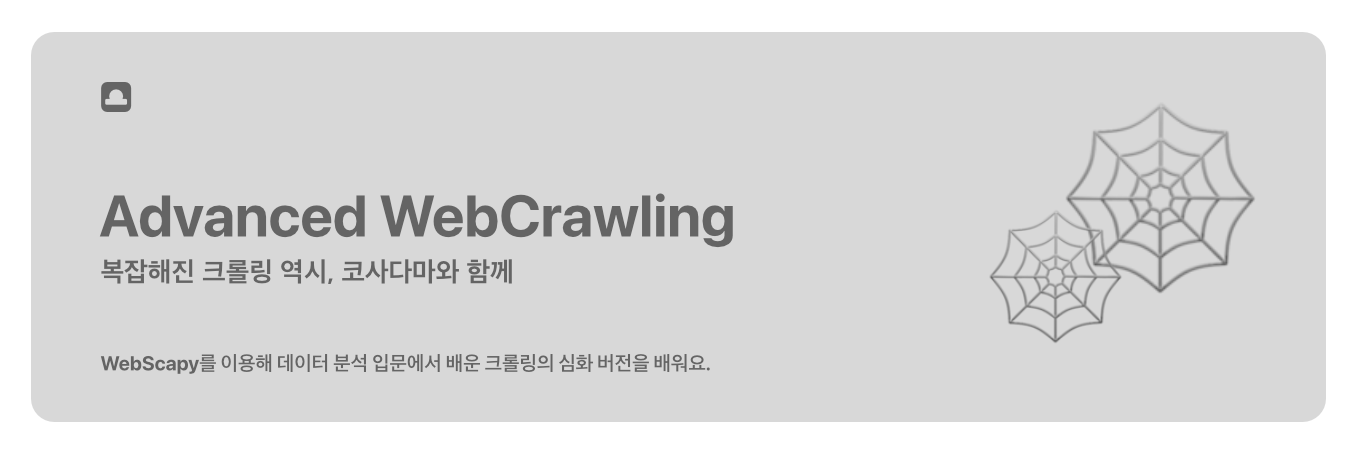 Advanced WebCrawling
복잡해진 크롤링 역시, 코사다마와 함께
WebScapy를 이용해 데이터 분석 입문에서 배운 크롤링의 심화 버전을 배워요.